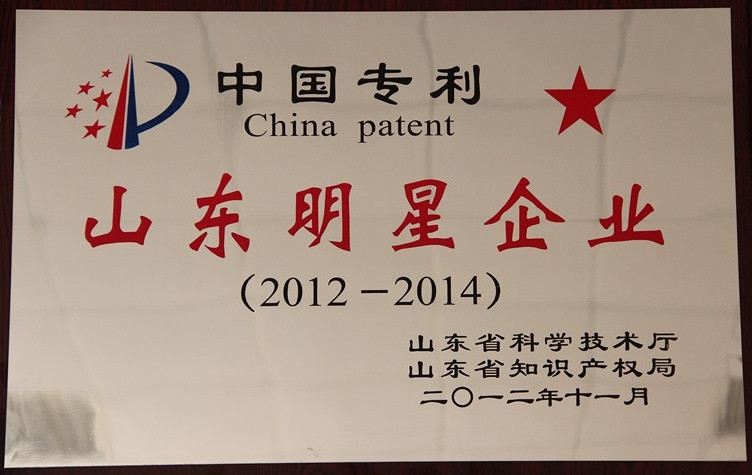 中国专利
China patent
山东明星企业
（2012－2014）
山东省科学技术厅
山东省知识产权局
二〇一二年十一月